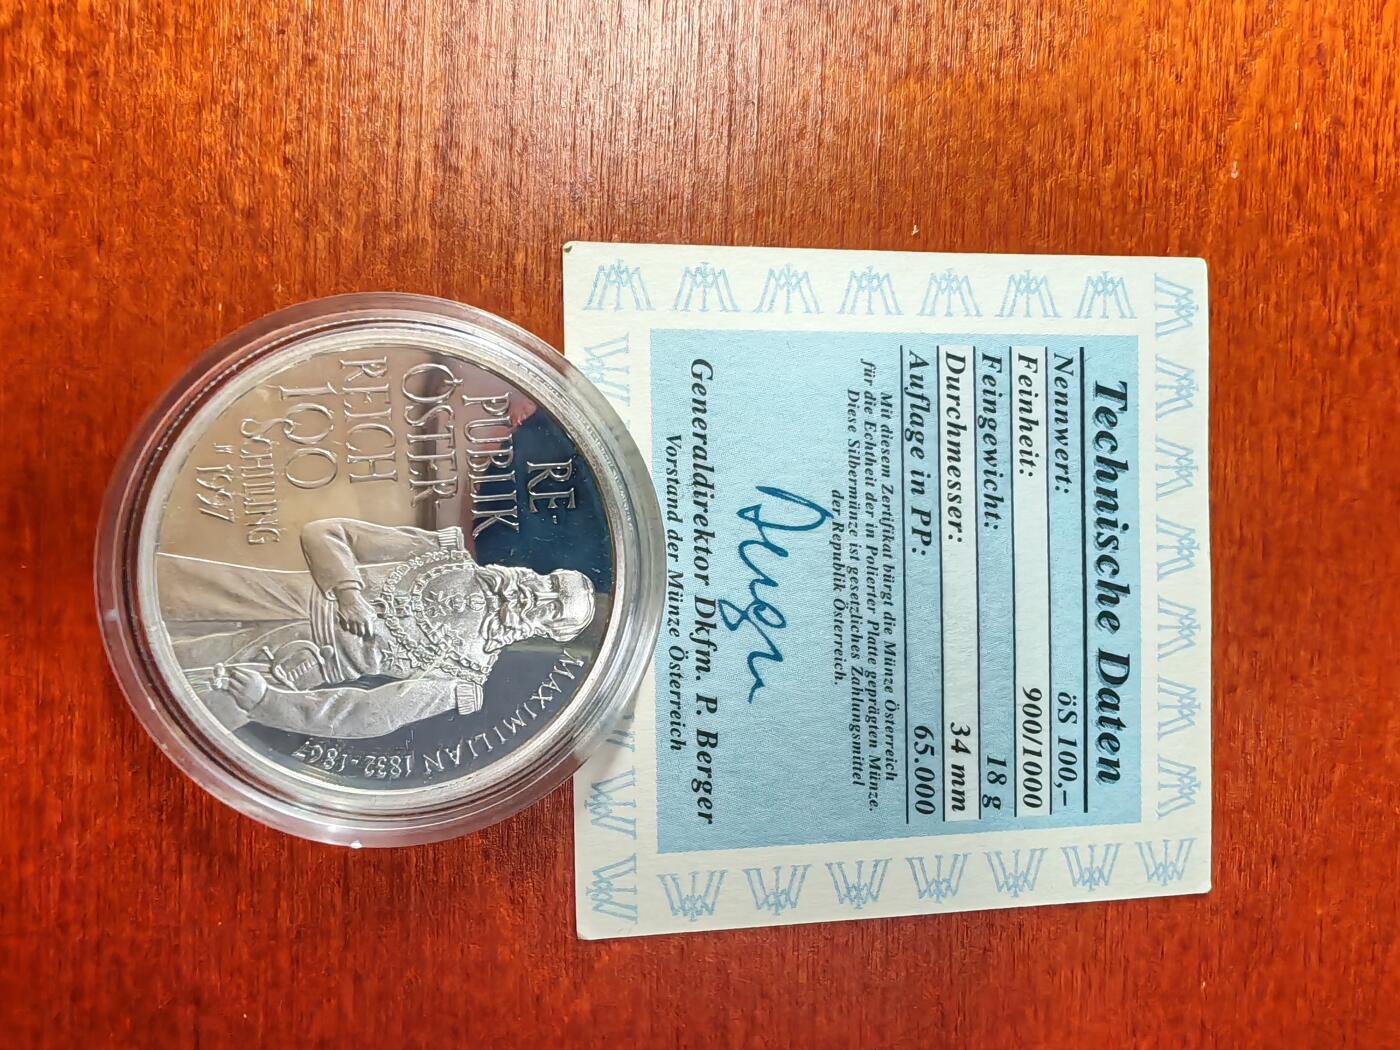 RE-
PUBLIK
ÖSTER-
REICH
100
SCHILLING
1997
MAXIMILIAN 1832-1867
Technische Daten
Nennwert: öS 100,–
Feinheit: 900/1000
Feingewicht: 18 g
Durchmesser: 34 mm
Auflage in PP: 65.000
Mit diesem Zertifikat bürgt die Münze Österreich
für die Echtheit der in Polierter Platte geprägten Münze.
Diese Silbermünze ist gesetzliches Zahlungsmittel
der Republik Österreich.
Berger
Generaldirektor Dkfm. P. Berger
Vorstand der Münze Österreich